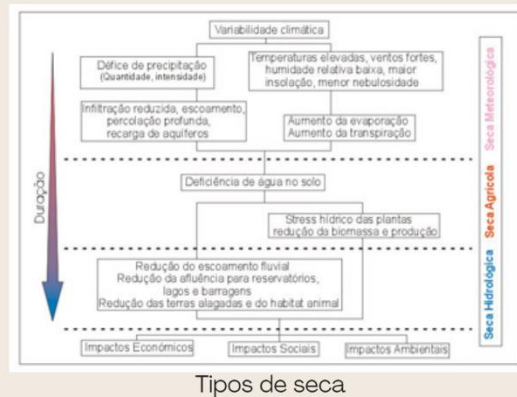 Variabilidade climática
Défice de precipitação
(Quantidade, intensidade)
Temperaturas elevadas, ventos fortes,
humidade relativa baixa, maior
insolação, menor nebulosidade
Infiltração reduzida, escoamento,
percolação profunda,
recarga de aquíferos
Aumento da evaporação
Aumento da transpiração
Seca Meteorológica
Duração
Deficiência de água no solo
Stress hídrico das plantas
redução da biomassa e produção
Seca Agrícola
Redução do escoamento fluvial
Redução da afluência para reservatórios,
lagos e barragens
Redução das terras alagadas e do habitat animal
Seca Hidrológica
Impactos Económicos
Impactos Sociais
Impactos Ambientais
Tipos de seca